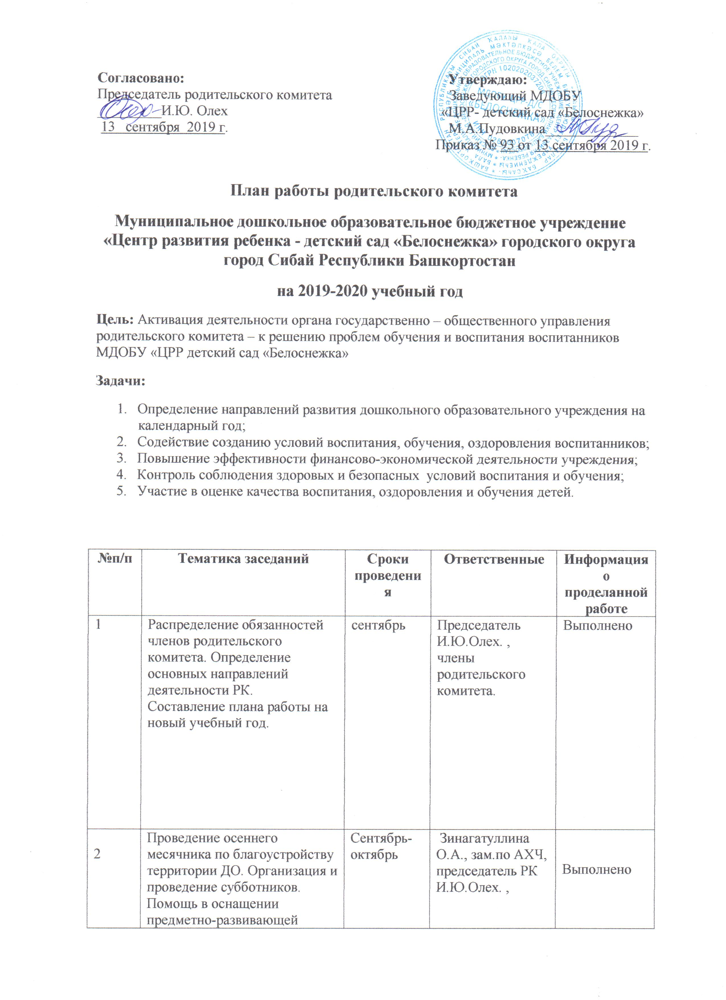 Согласовано:
Председатель родительского комитета
_________И.Ю. Олех
13 сентября 2019 г.
Утверждаю:
Заведующий МДОБУ
«ЦРР- детский сад «Белоснежка»
М.А.Пудовкина_____________
Приказ № 93 от 13 сентября 2019 г.
МДОБУ ЦРР-Д/С
«БЕЛОСНЕЖКА»
План работы родительского комитета
Муниципальное дошкольное образовательное бюджетное учреждение
«Центр развития ребенка - детский сад «Белоснежка» городского округа
город Сибай Республики Башкортостан
на 2019-2020 учебный год
Цель: Активация деятельности органа государственно – общественного управления
родительского комитета – к решению проблем обучения и воспитания воспитанников
МДОБУ «ЦРР детский сад «Белоснежка»
Задачи:
1. Определение направлений развития дошкольного образовательного учреждения на
календарный год;
2. Содействие созданию условий воспитания, обучения, оздоровления воспитанников;
3. Повышение эффективности финансово-экономической деятельности учреждения;
4. Контроль соблюдения здоровых и безопасных условий воспитания и обучения;
5. Участие в оценке качества воспитания, оздоровления и обучения детей.
№п/п
Тематика заседаний
Сроки
проведени
я
Ответственные
Информация
о
проделанной
работе
1
Распределение обязанностей
членов родительского
комитета. Определение
основных направлений
деятельности РК.
Составление плана работы на
новый учебный год.
сентябрь
Председатель
И.Ю.Олех. ,
члены
родительского
комитета.
Выполнено
2
Проведение осеннего
месячника по благоустройству
территории ДО. Организация и
проведение субботников.
Помощь в оснащении
предметно-развивающей
Сентябрь-
октябрь
Зинагатуллина
О.А., зам.по АХЧ,
председатель РК
И.Ю.Олех. ,
Выполнено